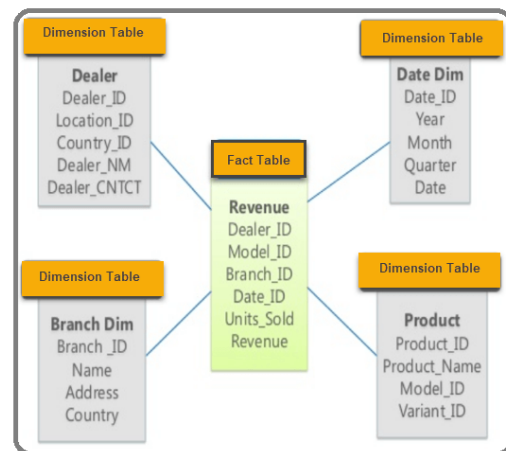 Dimension Table
Dealer
Dealer_ID
Location_ID
Country_ID
Dealer_NM
Dealer_CNTCT
Dimension Table
Date Dim
Date_ID
Year
Month
Quarter
Date
Fact Table
Revenue
Dealer_ID
Model_ID
Branch_ID
Date_ID
Units_Sold
Revenue
Dimension Table
Branch Dim
Branch _ID
Name
Address
Country
Dimension Table
Product
Product_ID
Product_Name
Model_ID
Variant_ID